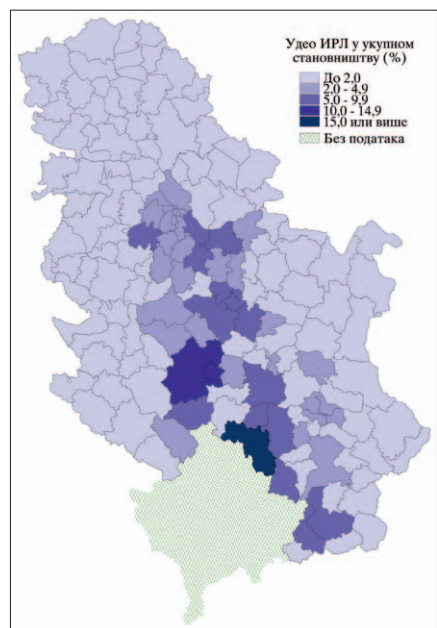 Удео ИРЛ у укупном
становништву (%)
До 2,0
2,0 - 4,9
5,0 - 9,9
10,0 - 14,9
15,0 или више
Без података